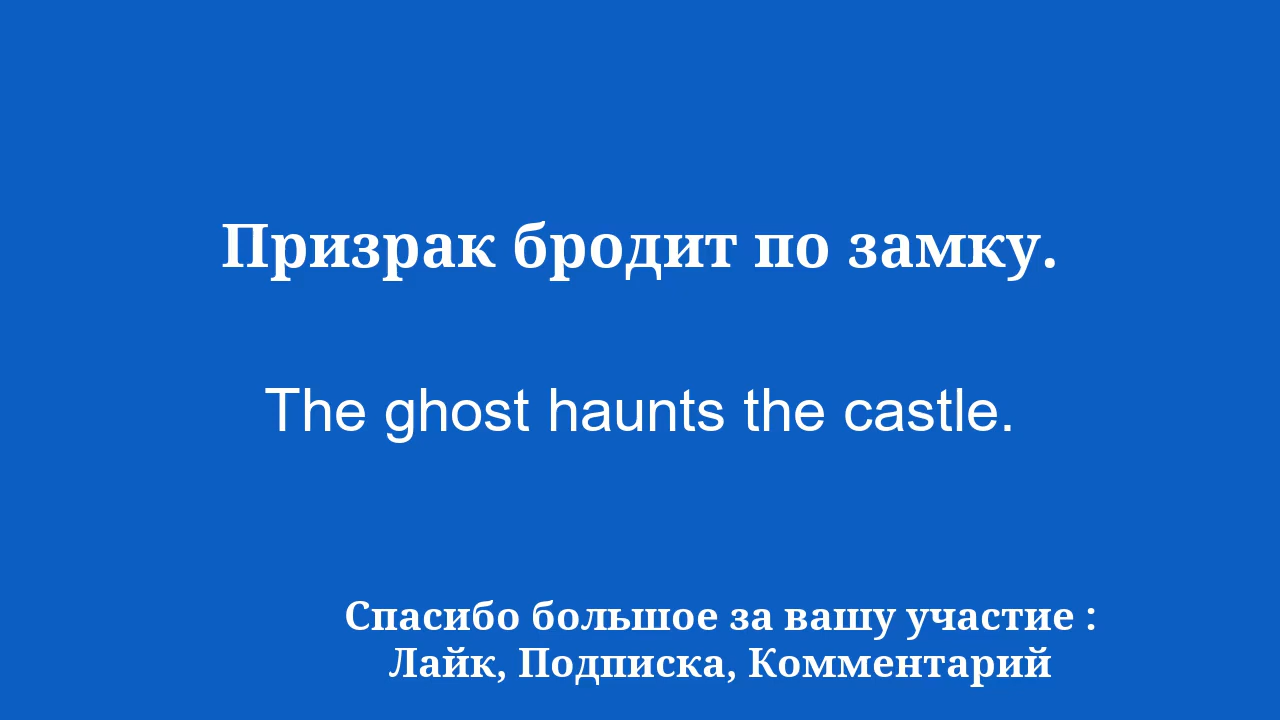 Призрак бродит по замку.
The ghost haunts the castle.
Спасибо большое за вашу участие :
Лайк, Подписка, Комментарий